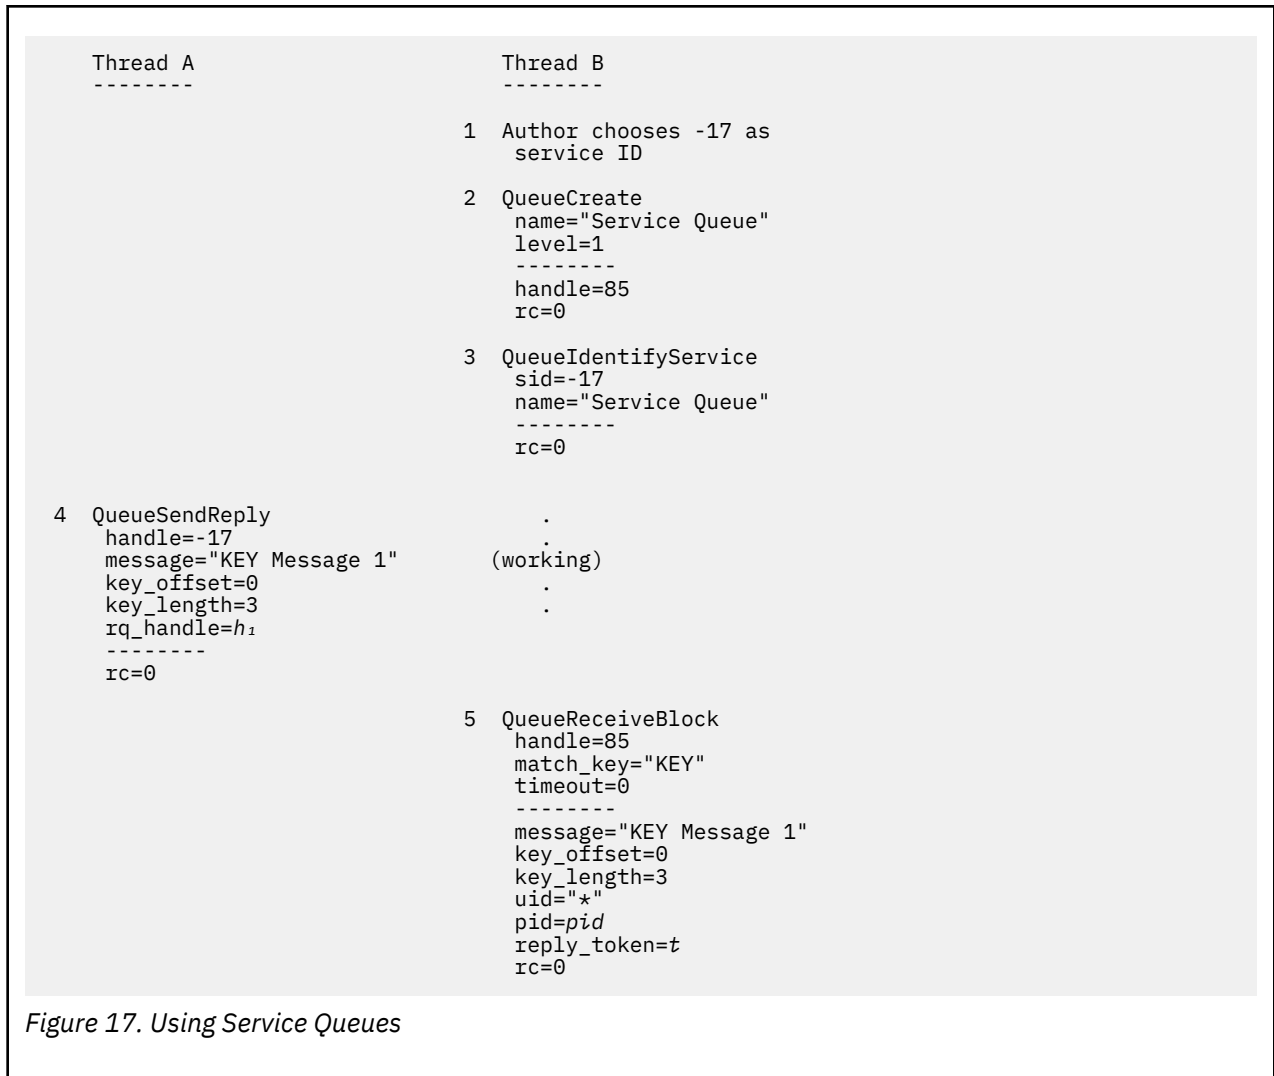 Thread A Thread B
-------- --------
1 Author chooses -17 as
service ID
2 QueueCreate
name="Service Queue"
level=1
--------
handle=85
rc=0
3 QueueIdentifyService
sid=-17
name="Service Queue"
--------
rc=0
4 QueueSendReply .
handle=-17 .
message="KEY Message 1" (working)
key_offset=0 .
key_length=3 .
rq_handle=h₁
--------
rc=0
5 QueueReceiveBlock
handle=85
match_key="KEY"
timeout=0
--------
message="KEY Message 1"
key_offset=0
key_length=3
uid="*"
pid=pid
reply_token=t
rc=0
Figure 17. Using Service Queues